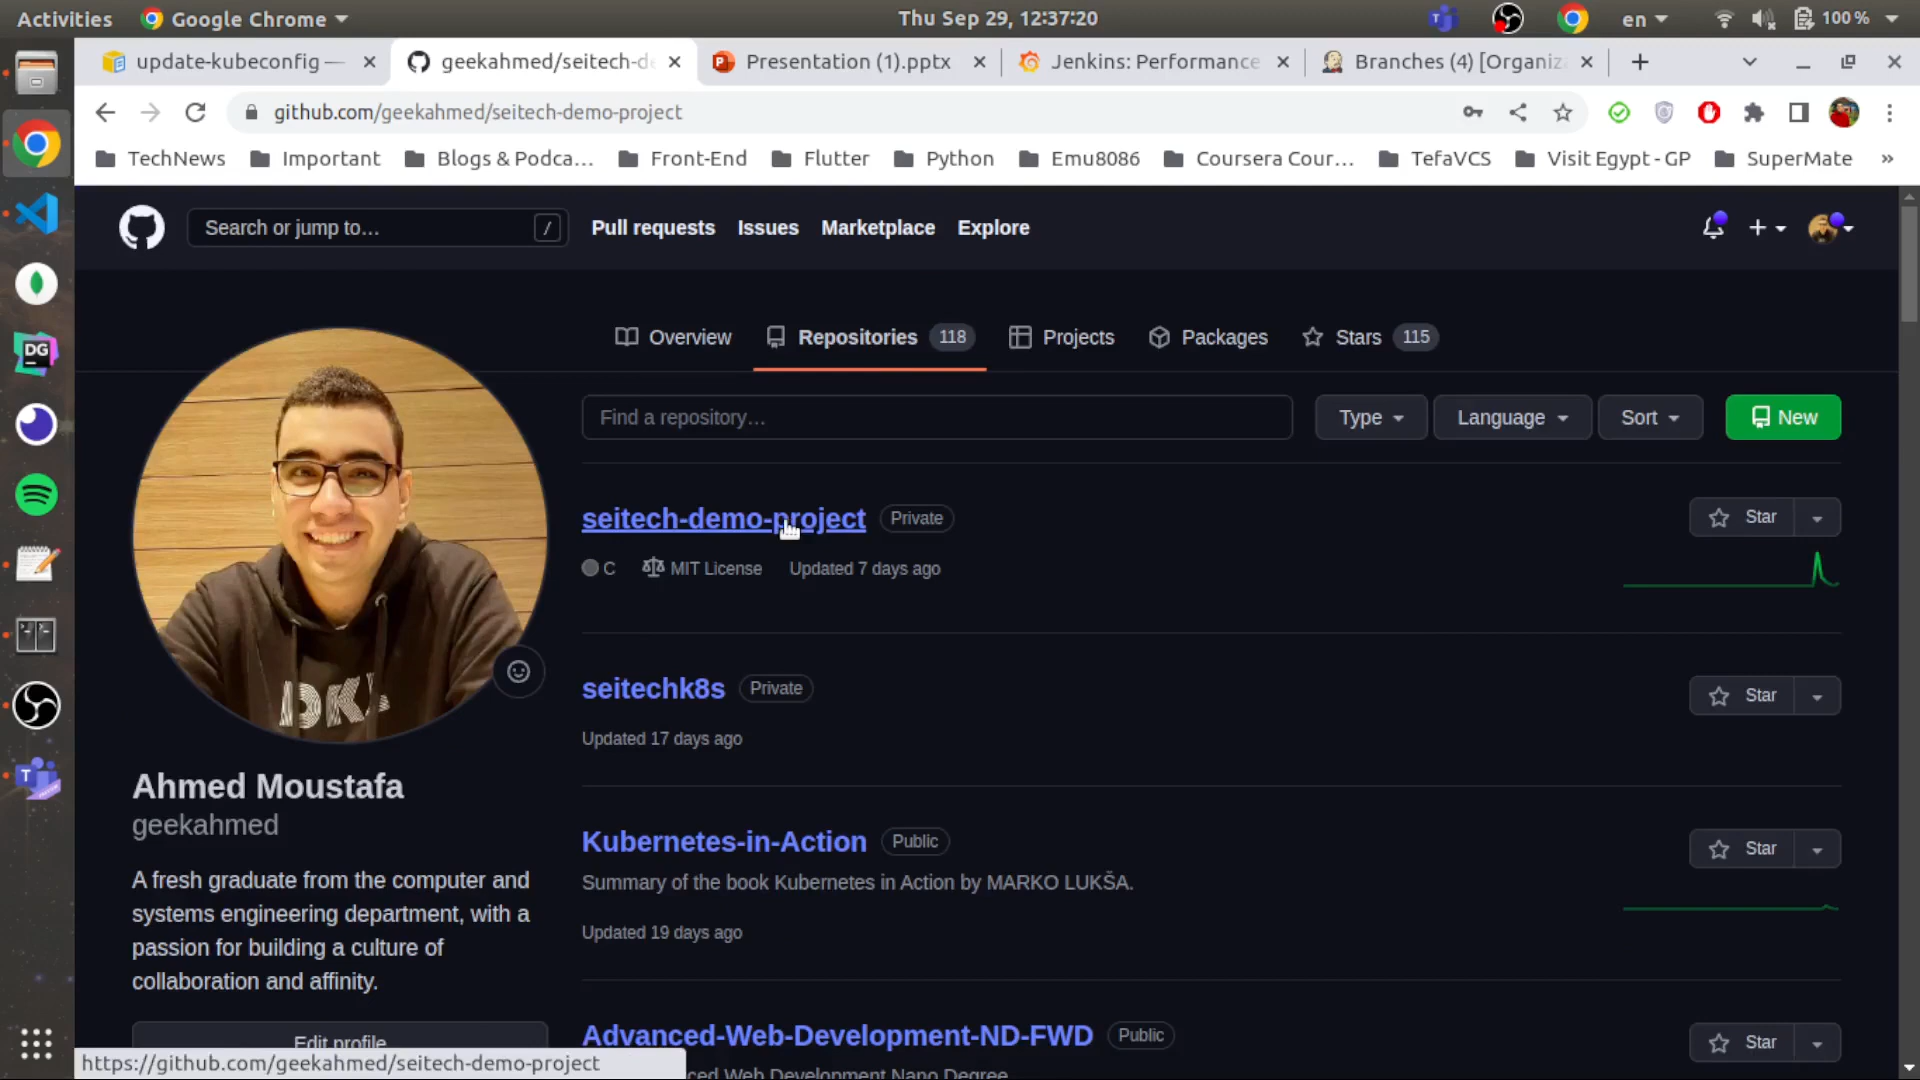 Activities
Google Chrome
Thu Sep 29, 12:37:20
en
100 %
update-kubeconfig —
geekahmed/seitech-de
Presentation (1).pptx
Jenkins: Performance
Branches (4) [Organiz
github.com/geekahmed/seitech-demo-project
TechNews
Important
Blogs & Podca...
Front-End
Flutter
Python
Emu8086
Coursera Cour...
TefaVCS
Visit Egypt - GP
SuperMate
»
Search or jump to...
/
Pull requests
Issues
Marketplace
Explore
Overview
Repositories 118
Projects
Packages
Stars 115
Find a repository...
Type
Language
Sort
New
seitech-demo-project Private
Star
C MIT License Updated 7 days ago
seitechk8s Private
Star
Updated 17 days ago
Kubernetes-in-Action Public
Star
Summary of the book Kubernetes in Action by MARKO LUKŠA.
Updated 19 days ago
Advanced-Web-Development-ND-FWD Public
Star
ced Web Development Nano Degree
DG
T
Ahmed Moustafa
geekahmed
A fresh graduate from the computer and
systems engineering department, with a
passion for building a culture of
collaboration and affinity.
Edit profile
https://github.com/geekahmed/seitech-demo-project